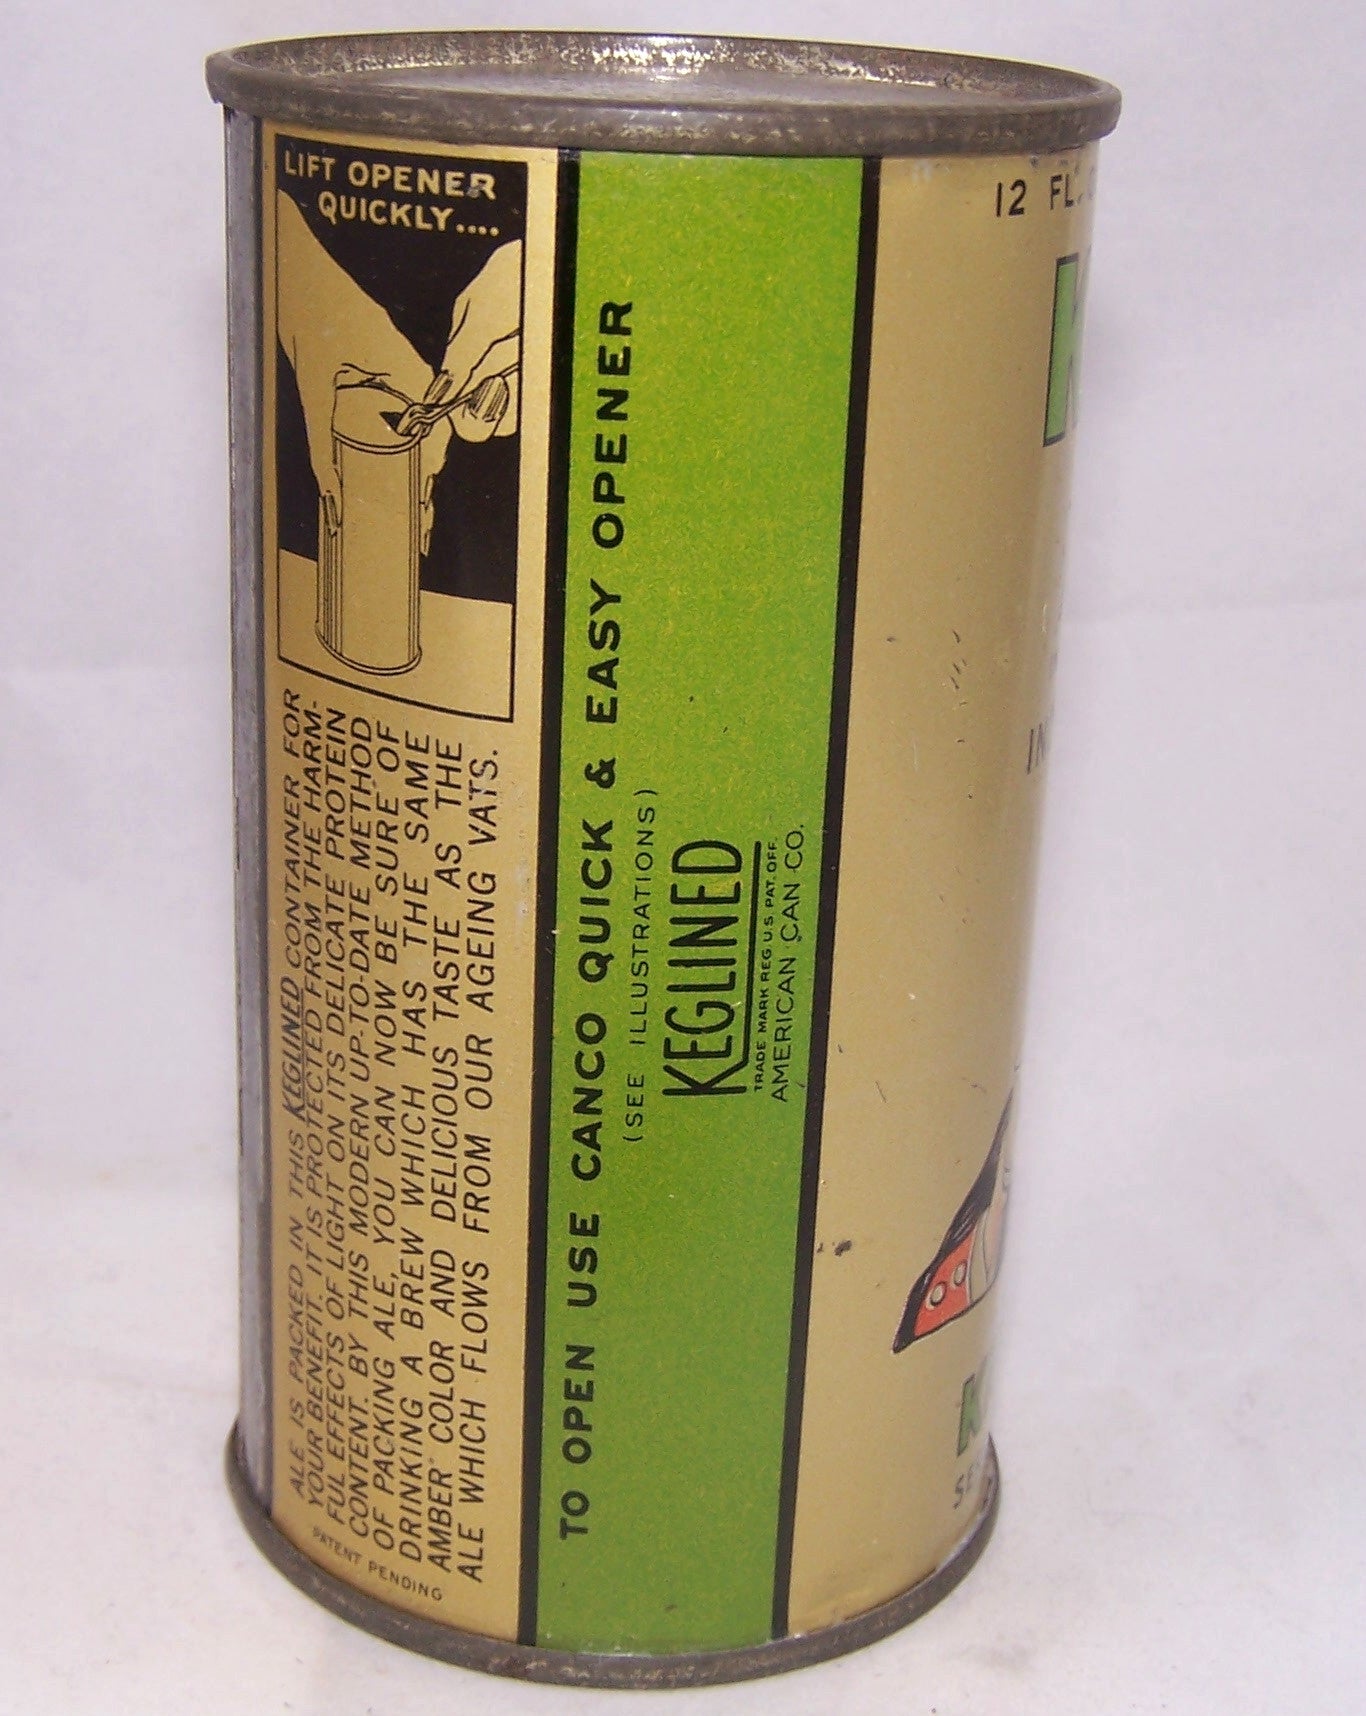 LIFT OPENER
QUICKLY....
ALE IS PACKED IN THIS KEGLINED CONTAINER FOR
YOUR BENEFIT. IT IS PROTECTED FROM THE HARM-
FUL EFFECTS OF LIGHT ON ITS DELICATE PROTEIN
CONTENT. BY THIS MODERN UP-TO-DATE METHOD
OF PACKING ALE, YOU CAN NOW BE SURE OF
DRINKING A BREW WHICH HAS THE SAME
AMBER COLOR AND DELICIOUS TASTE AS THE
ALE WHICH FLOWS FROM OUR AGEING VATS.
PATENT PENDING
TO OPEN USE CANCO QUICK & EASY OPENER
(SEE ILLUSTRATIONS)
KEGLINED
TRADE MARK REG. U.S. PAT. OFF.
AMERICAN CAN CO.
12 FL.
K
IN
K
SE